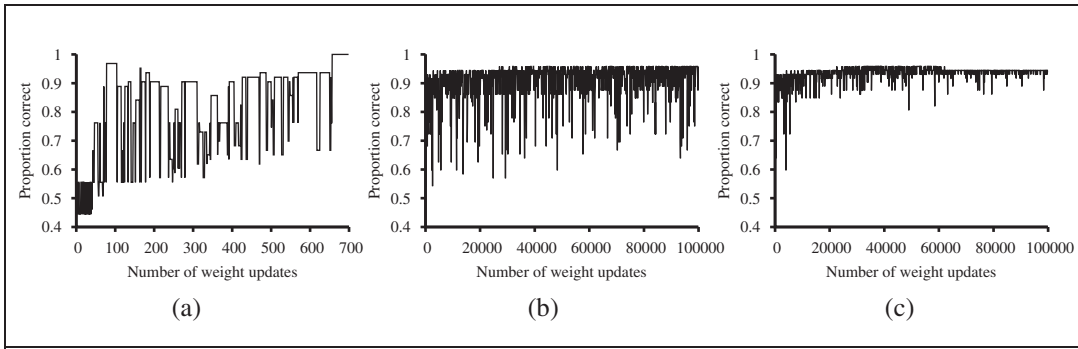 Proportion correct
1
0.9
0.8
0.7
0.6
0.5
0.4
0 100 200 300 400 500 600 700
Number of weight updates
(a)
Proportion correct
1
0.9
0.8
0.7
0.6
0.5
0.4
0 20000 40000 60000 80000 100000
Number of weight updates
(b)
Proportion correct
1
0.9
0.8
0.7
0.6
0.5
0.4
0 20000 40000 60000 80000 100000
Number of weight updates
(c)